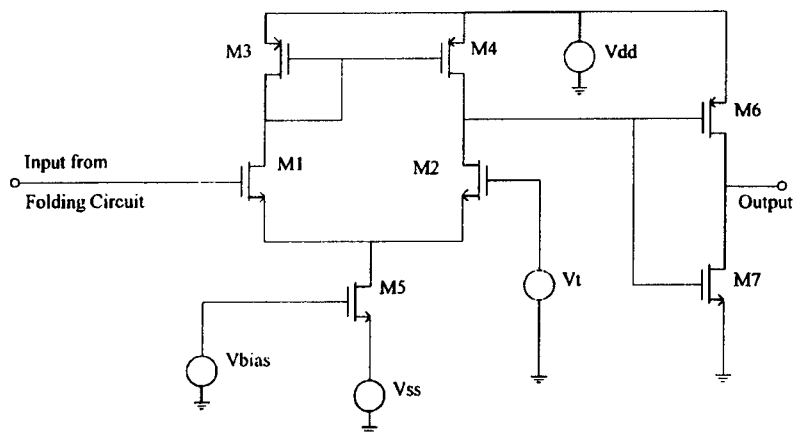 M3
M4
Vdd
M6
Input from
M1
M2
Folding Circuit
Output
M5
Vt
M7
Vbias
Vss